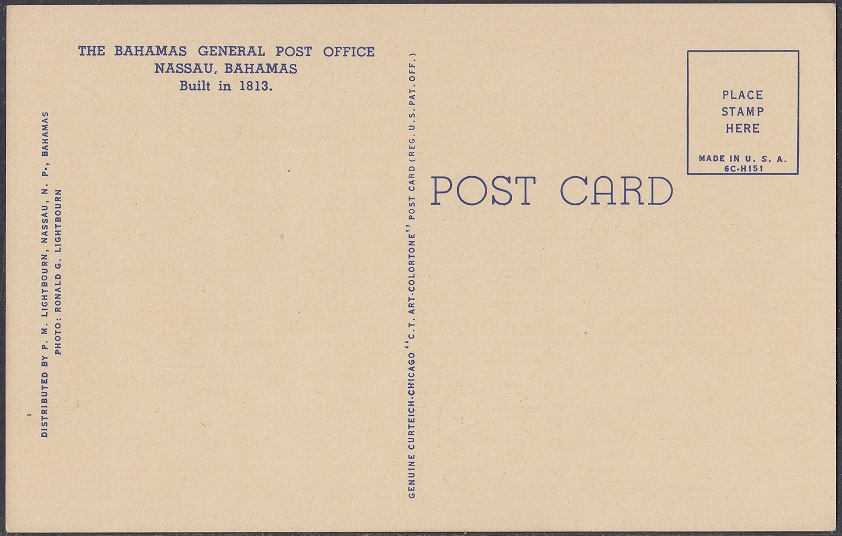 THE BAHAMAS GENERAL POST OFFICE
NASSAU, BAHAMAS
Built in 1813.
DISTRIBUTED BY P. M. LIGHTBOURN, NASSAU, N. P., BAHAMAS
PHOTO: RONALD G. LIGHTBOURN
GENUINE CURTEICH-CHICAGO "C.T. ART-COLORTONE" POST CARD (REG. U.S. PAT. OFF.)
POST CARD
PLACE
STAMP
HERE
MADE IN U. S. A.
6C-H151